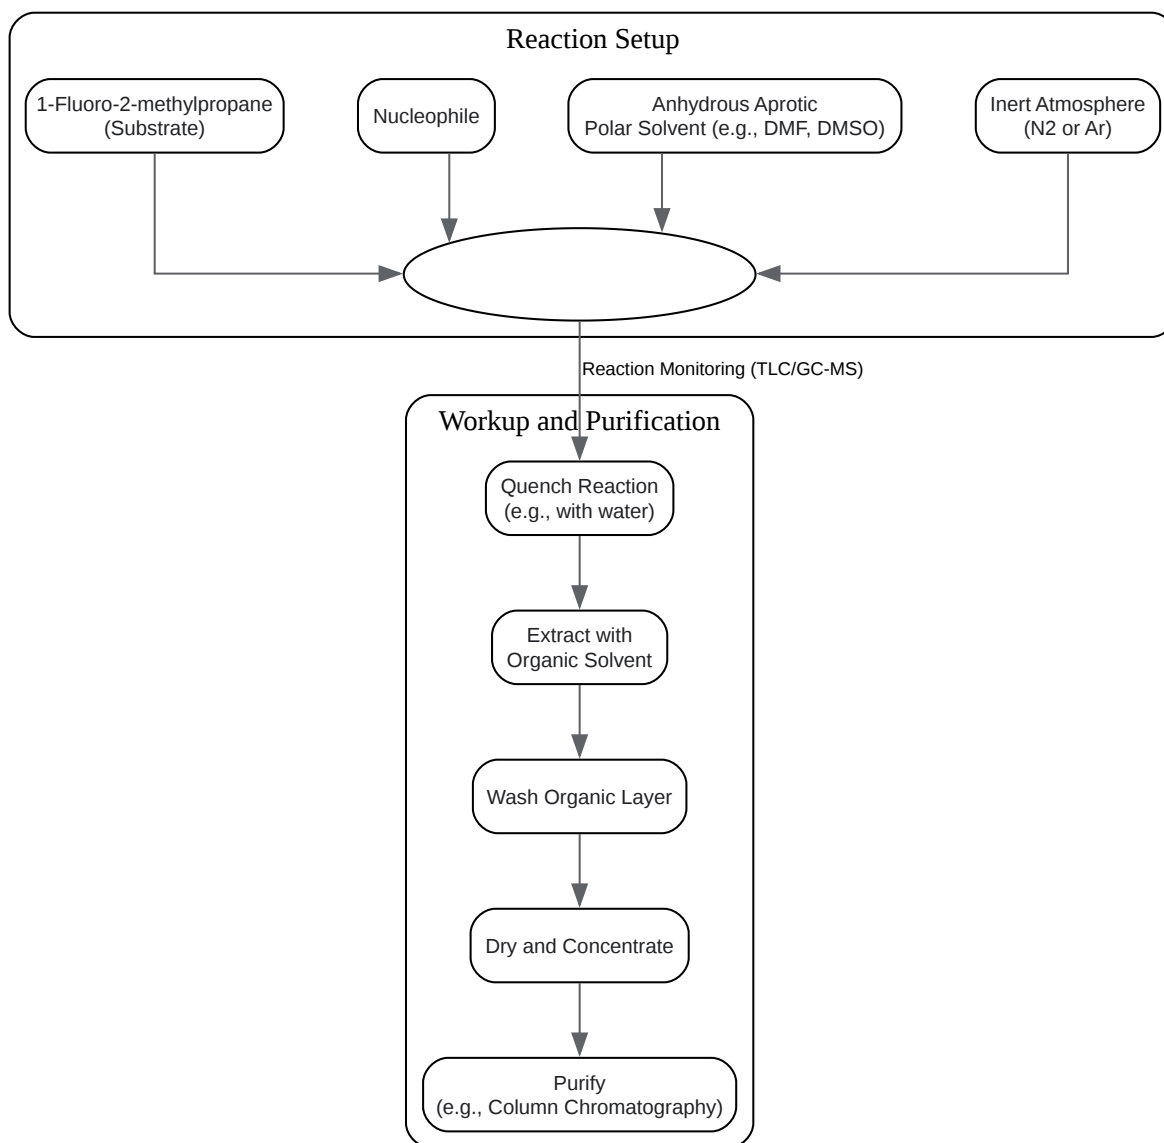 Reaction Setup
1-Fluoro-2-methylpropane
(Substrate)
Nucleophile
Anhydrous Aprotic
Polar Solvent (e.g., DMF, DMSO)
Inert Atmosphere
(N2 or Ar)
Reaction Monitoring (TLC/GC-MS)
Workup and Purification
Quench Reaction
(e.g., with water)
Extract with
Organic Solvent
Wash Organic Layer
Dry and Concentrate
Purify
(e.g., Column Chromatography)